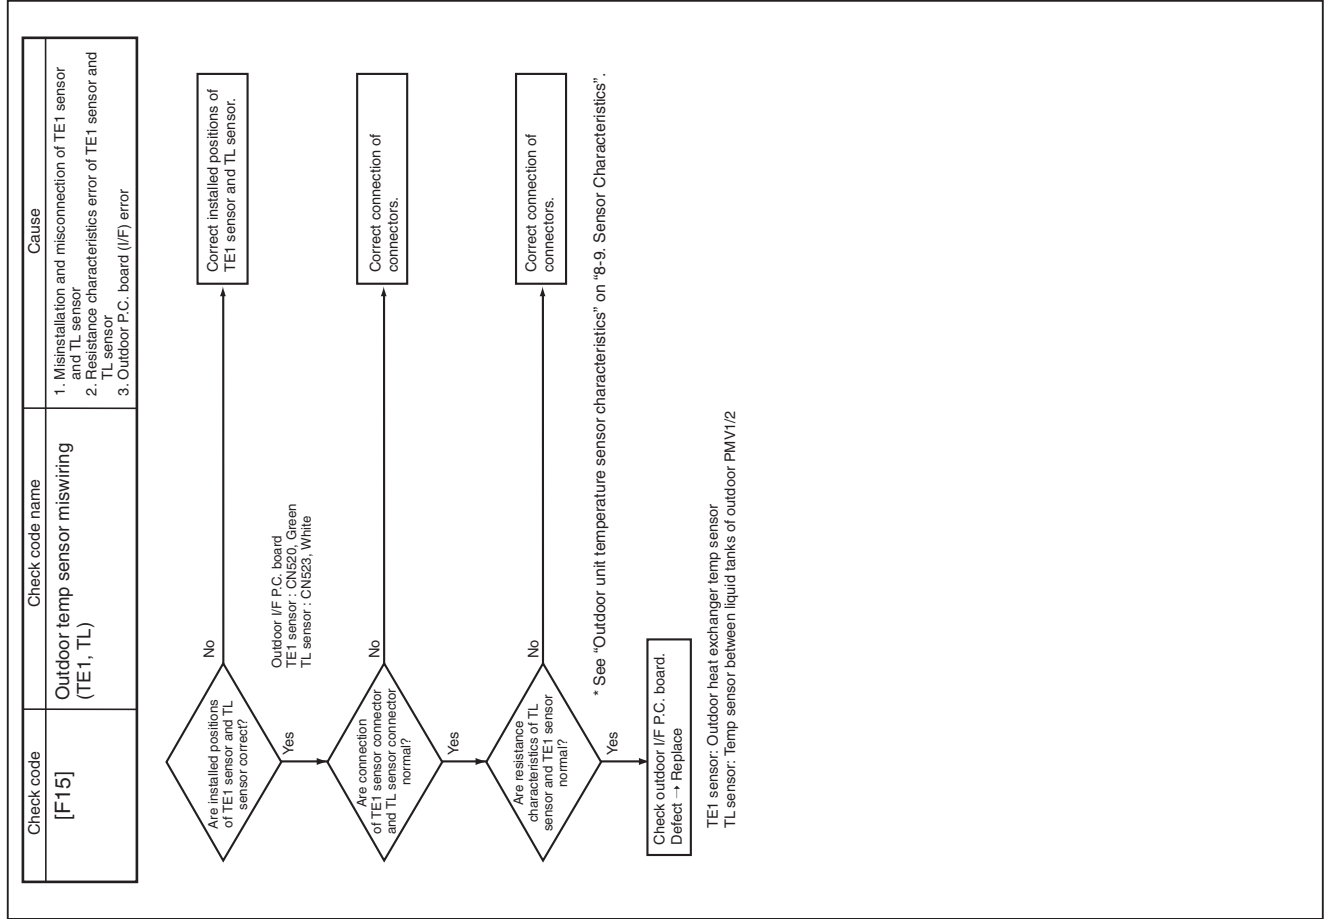 Check code
Check code name
Cause
[F15]
Outdoor temp sensor miswiring
(TE1, TL)
1. Misinstallation and misconnection of TE1 sensor
and TL sensor
2. Resistance characteristics error of TE1 sensor and
TL sensor
3. Outdoor P.C. board (I/F) error
Are installed positions
of TE1 sensor and TL
sensor correct?
No
Correct installed positions of
TE1 sensor and TL sensor.
Yes
Outdoor I/F P.C. board
TE1 sensor : CN520, Green
TL sensor : CN523, White
Are connection
of TE1 sensor connector
and TL sensor connector
normal?
No
Correct connection of
connectors.
Yes
Are resistance
characteristics of TL
sensor and TE1 sensor
normal?
No
Correct connection of
connectors.
Yes
* See “Outdoor unit temperature sensor characteristics” on “8-9. Sensor Characteristics”.
Check outdoor I/F P.C. board.
Defect → Replace
TE1 sensor: Outdoor heat exchanger temp sensor
TL sensor: Temp sensor between liquid tanks of outdoor PMV1/2